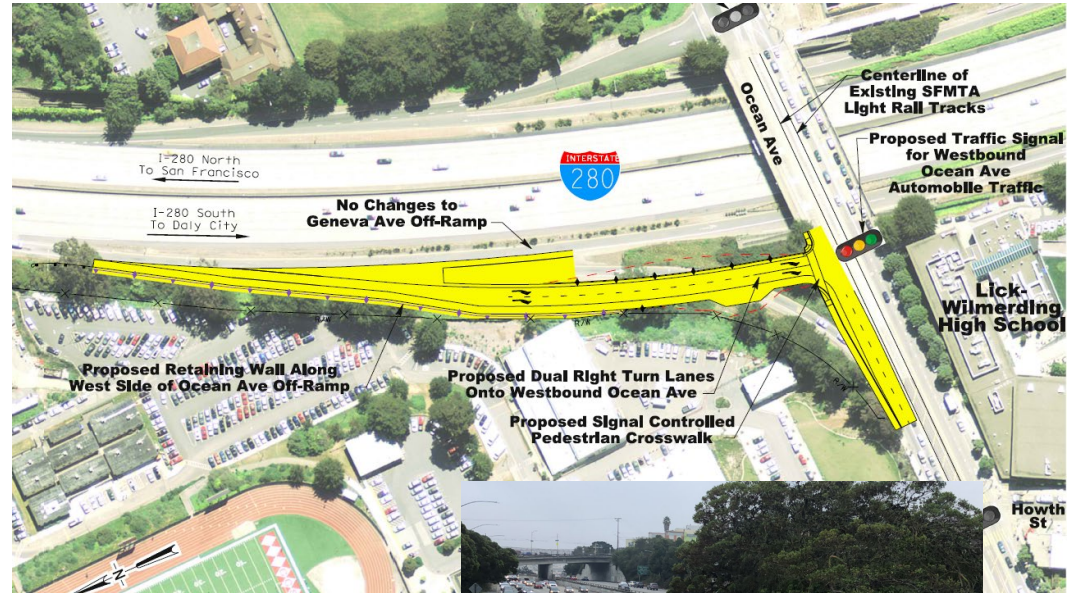 Ocean Ave
Centerline of
Existing SFMTA
Light Rail Tracks
Proposed Traffic Signal
for Westbound
Ocean Ave
Automobile Traffic
I-280 North
To San Francisco
INTERSTATE
280
I-280 South
To Daly City
No Changes to
Geneva Ave Off-Ramp
Lick-
Wilmerding
High School
R/W
R/W
R/W
Proposed Retaining Wall Along
West Side of Ocean Ave Off-Ramp
Proposed Dual Right Turn Lanes
Onto Westbound Ocean Ave
Proposed Signal Controlled
Pedestrian Crosswalk
Howth
St
N